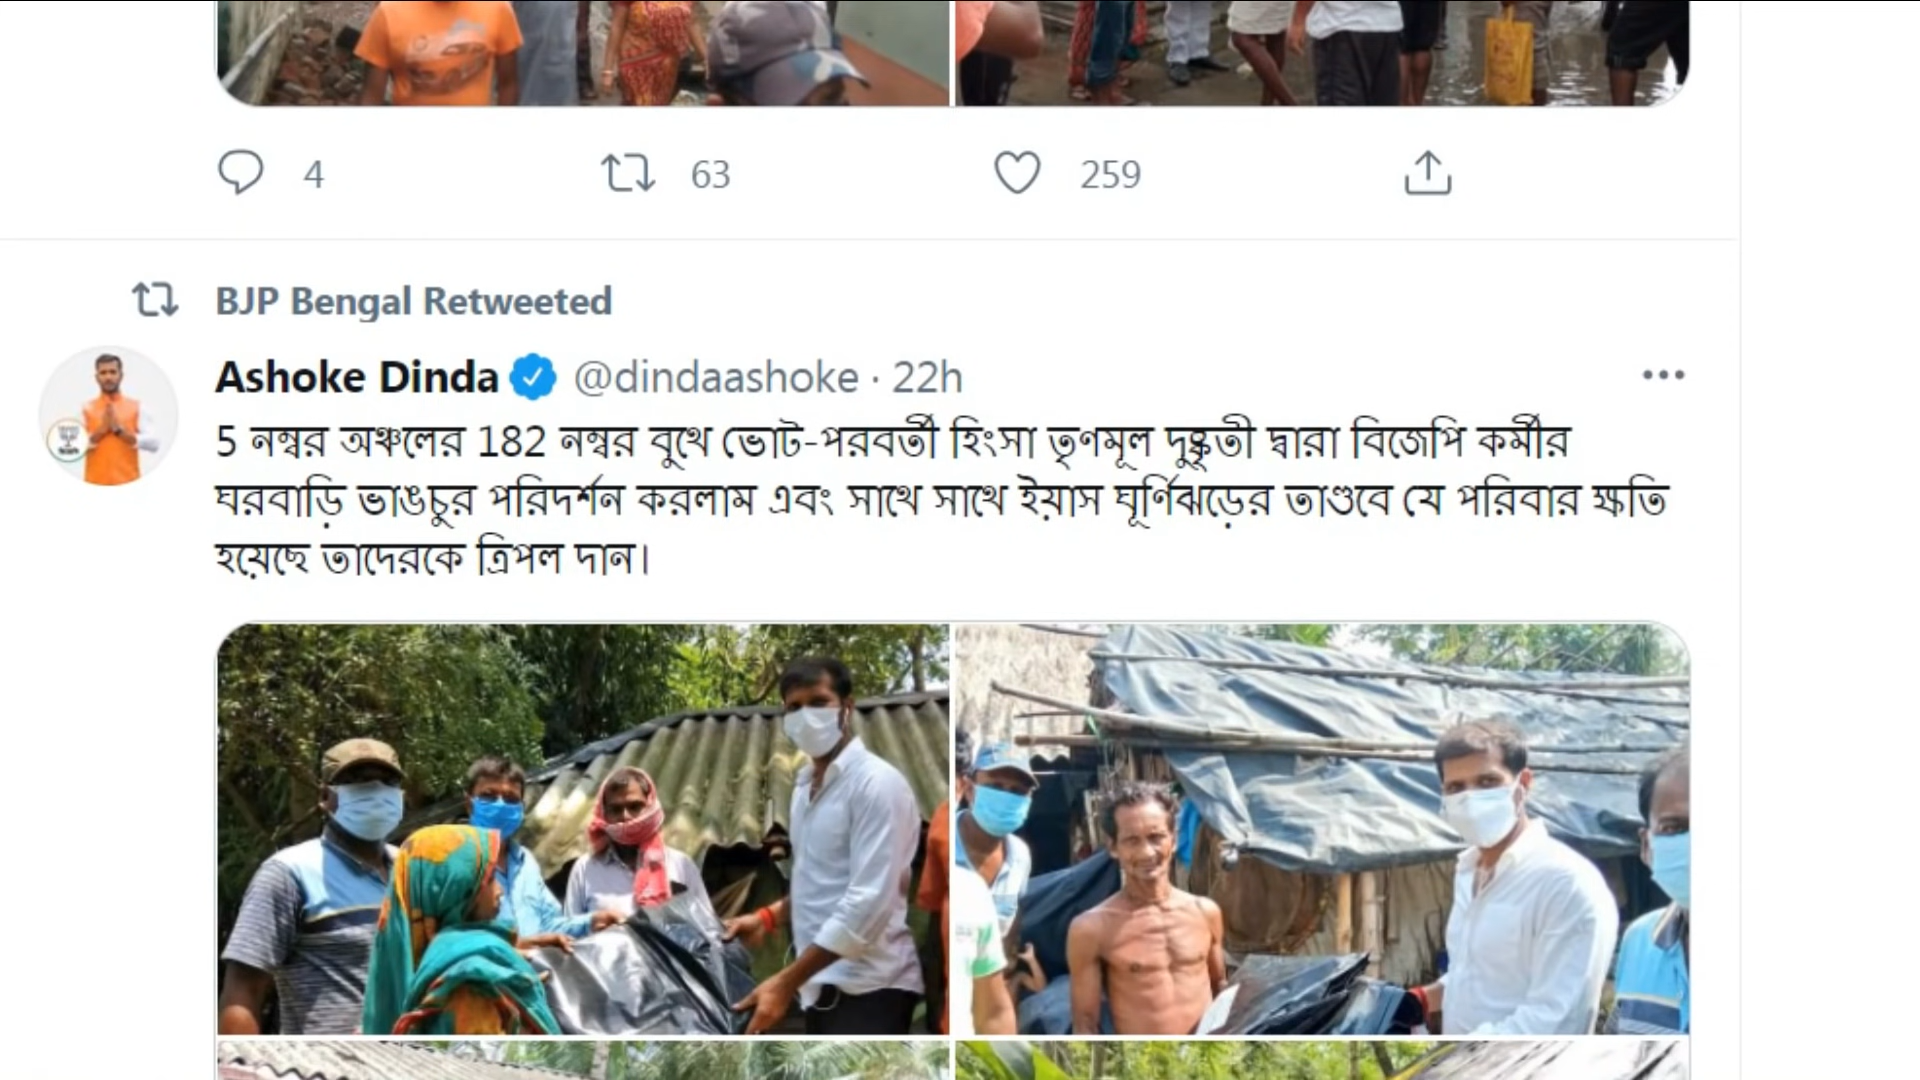 4 63 259
BJP Bengal Retweeted
Ashoke Dinda @dindaashoke · 22h
5 নম্বর অঞ্চলের 182 নম্বর বুথে ভোট-পরবর্তী হিংসা তৃণমূল দুষ্কৃতী দ্বারা বিজেপি কর্মীর
ঘরবাড়ি ভাঙচুর পরিদর্শন করলাম এবং সাথে সাথে ইয়াস ঘূর্ণিঝড়ের তাণ্ডবে যে পরিবার ক্ষতি
হয়েছে তাদেরকে ত্রিপল দান।